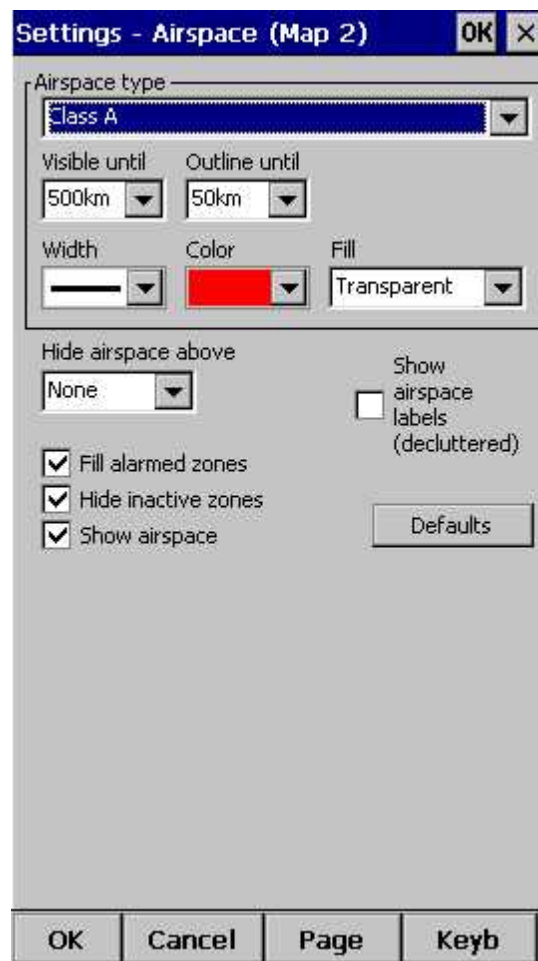 Settings - Airspace (Map 2) OK ×
Airspace type
Class A
Visible until Outline until
500km 50km
Width Color Fill
Transparent
Hide airspace above
None
Show
airspace
labels
(decluttered)
Fill alarmed zones
Hide inactive zones
Show airspace
Defaults
OK Cancel Page Keyb